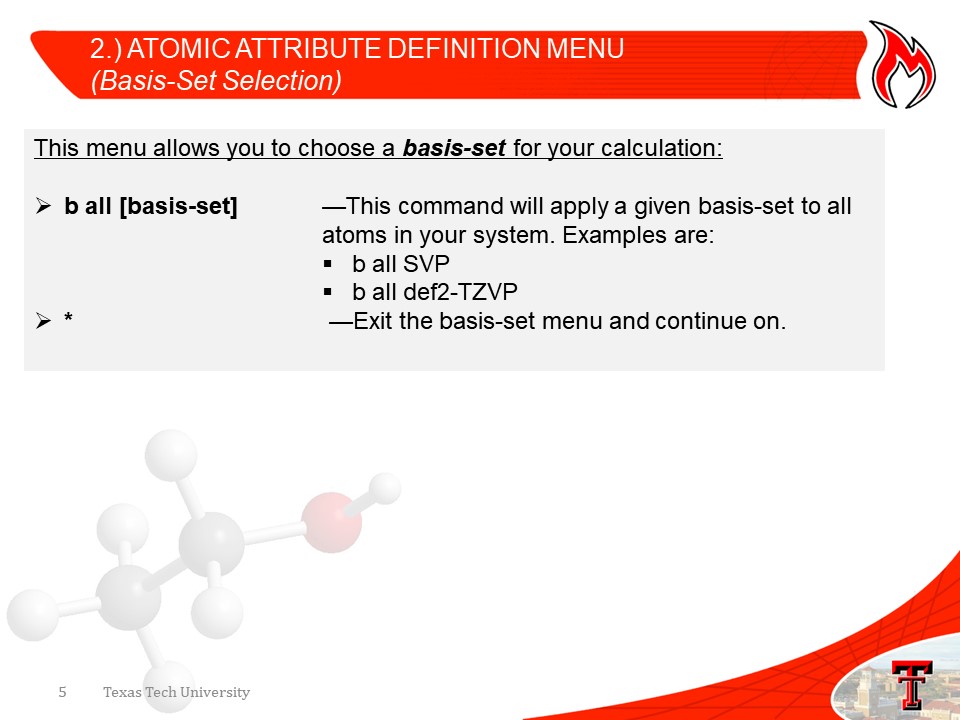 2.) ATOMIC ATTRIBUTE DEFINITION MENU
(Basis-Set Selection)
This menu allows you to choose a basis-set for your calculation:
➢ b all [basis-set] —This command will apply a given basis-set to all
atoms in your system. Examples are:
▪ b all SVP
▪ b all def2-TZVP
➢ * —Exit the basis-set menu and continue on.
5 Texas Tech University